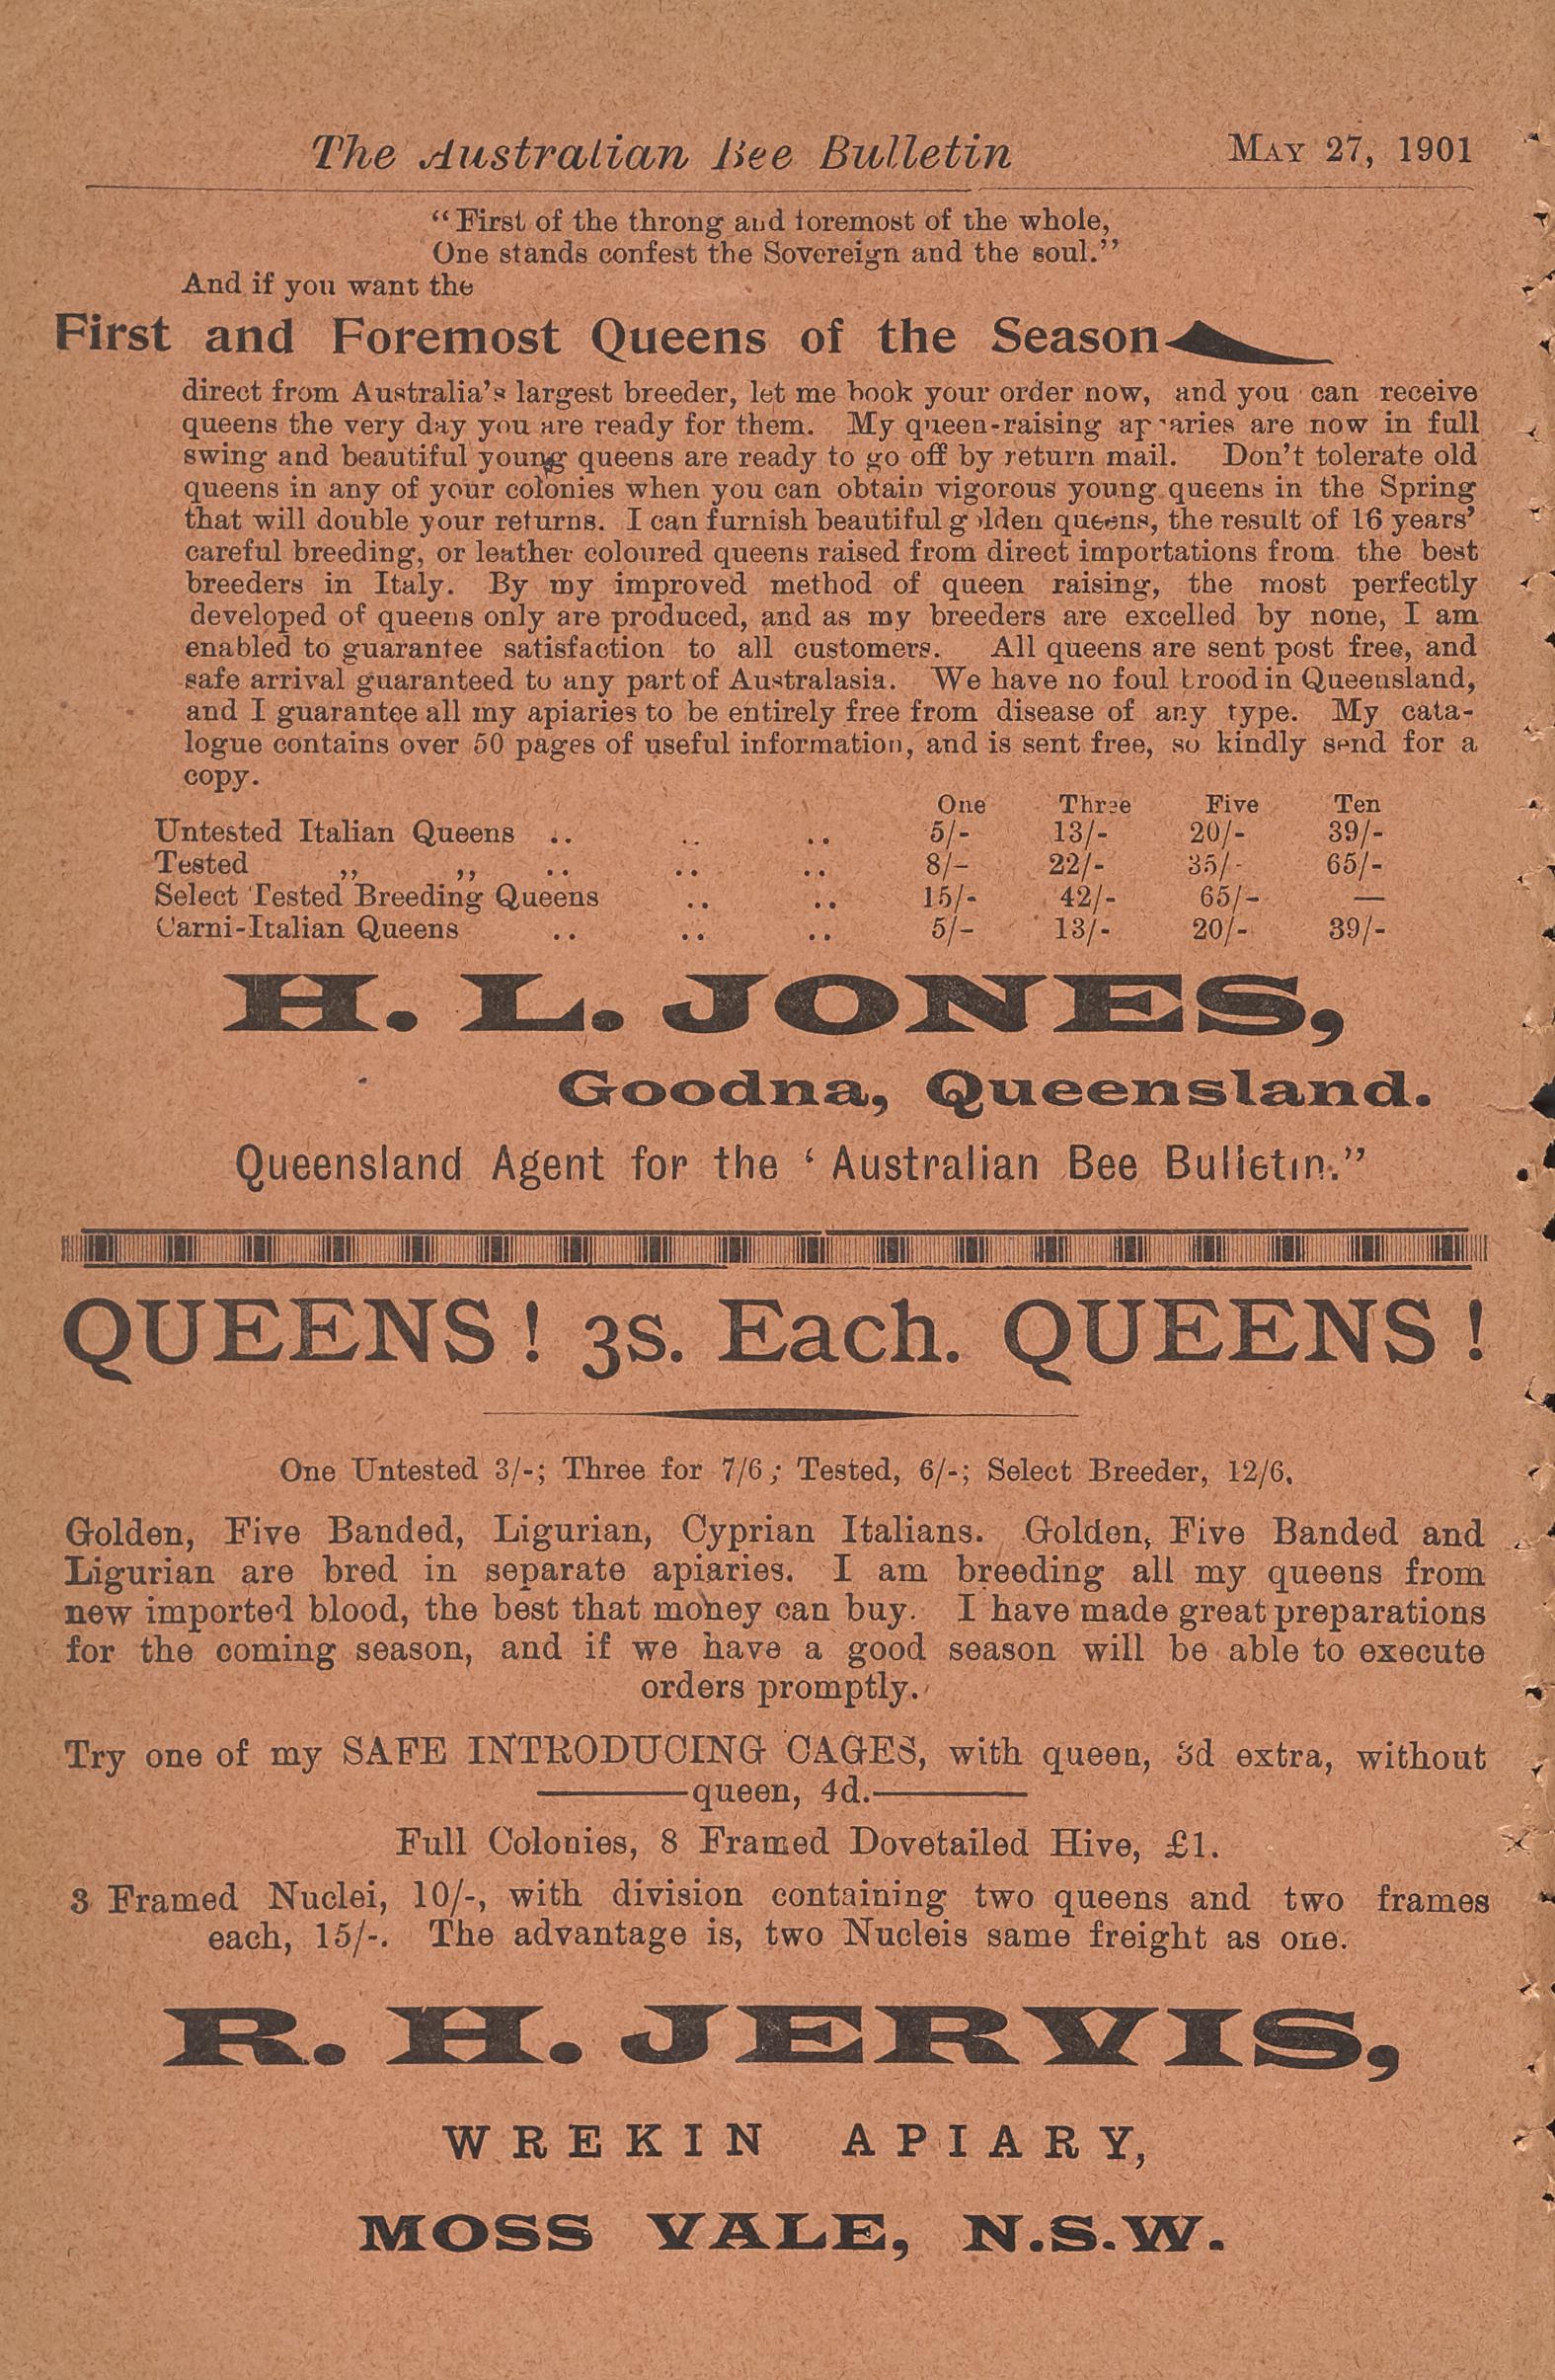 The Australian Bee Bulletin MAY 27, 1901
“First of the throng and foremost of the whole,
One stands confest the Sovereign and the soul.”
And if you want the
First and Foremost Queens of the Season
direct from Australia’s largest breeder, let me book your order now, and you can receive
queens the very day you are ready for them. My queen-raising apiaries are now in full
swing and beautiful young queens are ready to go off by return mail. Don’t tolerate old
queens in any of your colonies when you can obtain vigorous young queens in the Spring
that will double your returns. I can furnish beautiful golden queens, the result of 16 years’
careful breeding, or leather coloured queens raised from direct importations from the best
breeders in Italy. By my improved method of queen raising, the most perfectly
developed of queens only are produced, and as my breeders are excelled by none, I am
enabled to guarantee satisfaction to all customers. All queens are sent post free, and
safe arrival guaranteed to any part of Australasia. We have no foul brood in Queensland,
and I guarantee all my apiaries to be entirely free from disease of any type. My cata-
logue contains over 50 pages of useful information, and is sent free, so kindly send for a
copy.
One Three Five Ten
Untested Italian Queens .. .. .. 5/- 13/- 20/- 39/-
Tested ,, ,, .. .. .. 8/- 22/- 35/- 65/-
Select Tested Breeding Queens .. .. 15/- 42/- 65/- —
Carni-Italian Queens .. .. .. 5/- 13/- 20/- 39/-
H. L. JONES,
Goodna, Queensland.
Queensland Agent for the ‘ Australian Bee Bulletin.”
QUEENS! 3s. Each. QUEENS!
One Untested 3/-; Three for 7/6; Tested, 6/-; Select Breeder, 12/6.
Golden, Five Banded, Ligurian, Cyprian Italians. Golden, Five Banded and
Ligurian are bred in separate apiaries. I am breeding all my queens from
new imported blood, the best that money can buy. I have made great preparations
for the coming season, and if we have a good season will be able to execute
orders promptly.
Try one of my SAFE INTRODUCING CAGES, with queen, 3d extra, without
queen, 4d.
Full Colonies, 8 Framed Dovetailed Hive, £1.
3 Framed Nuclei, 10/-, with division containing two queens and two frames
each, 15/-. The advantage is, two Nucleis same freight as one.
R. H. JERVIS,
WREKIN APIARY,
MOSS VALE, N.S.W.